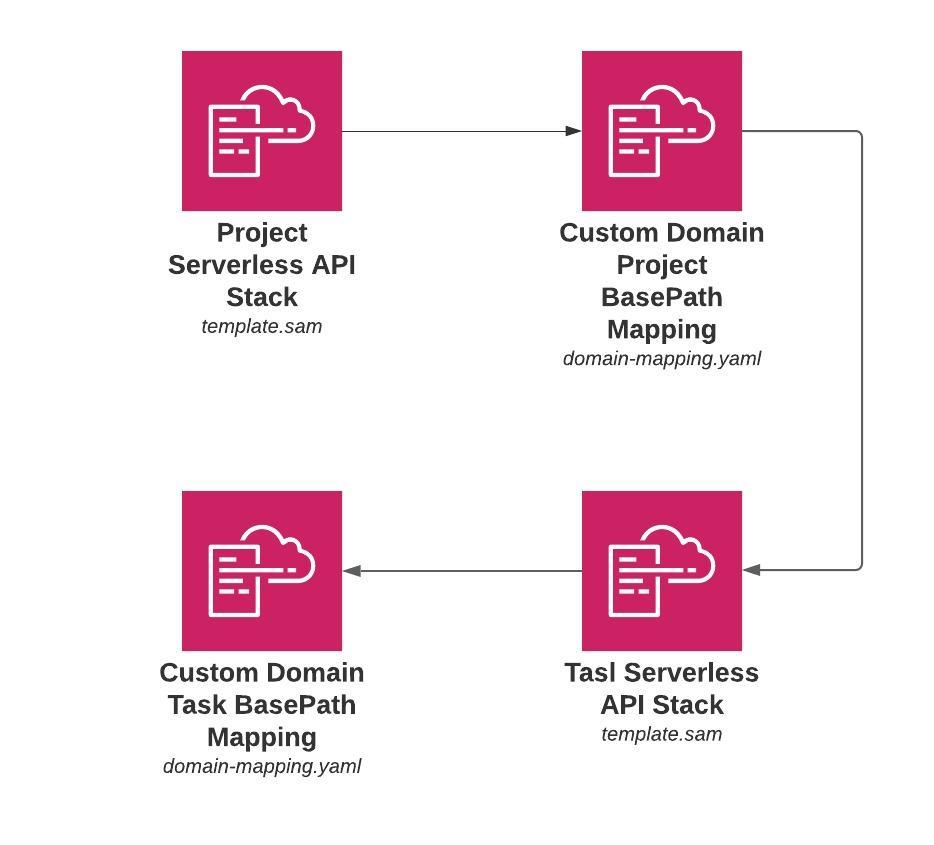 Project
Serverless API
Stack
template.sam
Custom Domain
Project
BasePath
Mapping
domain-mapping.yaml
Custom Domain
Task BasePath
Mapping
domain-mapping.yaml
Tasl Serverless
API Stack
template.sam